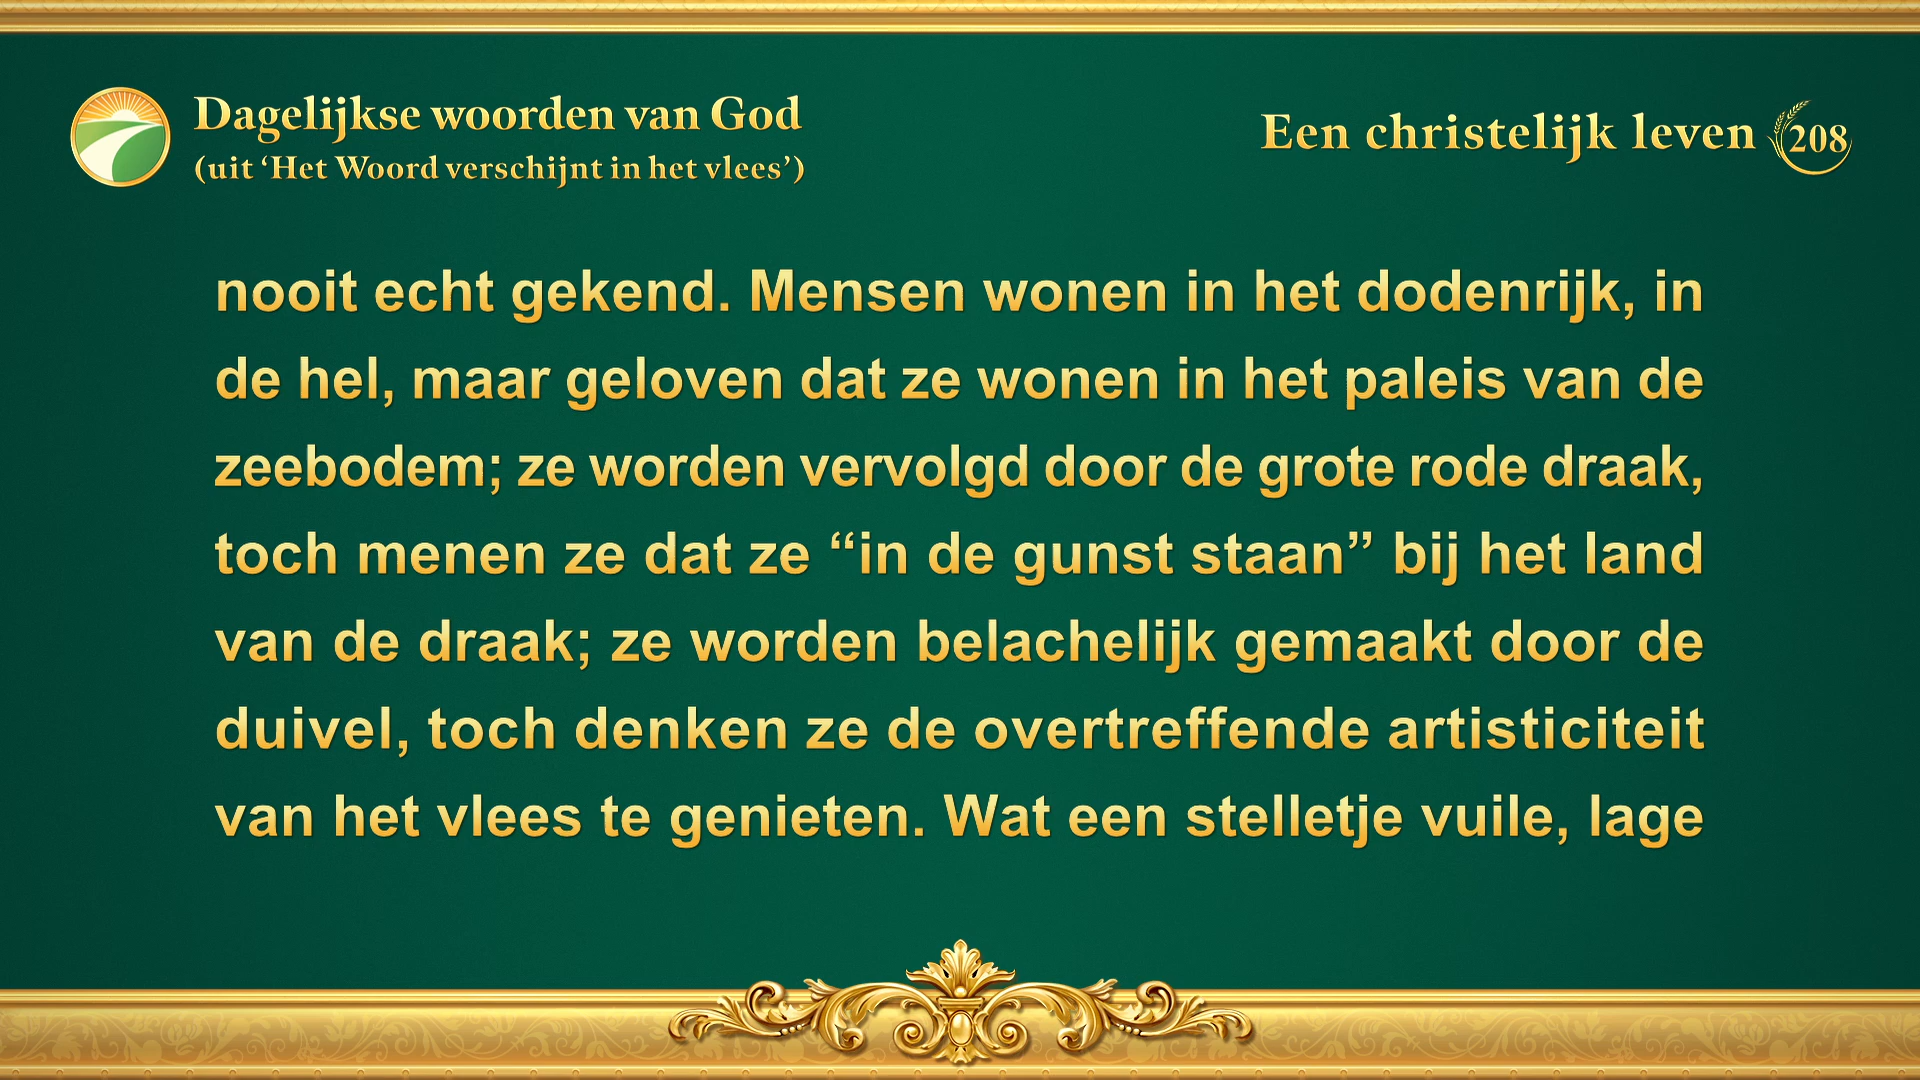 Dagelijkse woorden van God
(uit ‘Het Woord verschijnt in het vlees’)
Een christelijk leven 208
nooit echt gekend. Mensen wonen in het dodenrijk, in
de hel, maar geloven dat ze wonen in het paleis van de
zeebodem; ze worden vervolgd door de grote rode draak,
toch menen ze dat ze “in de gunst staan” bij het land
van de draak; ze worden belachelijk gemaakt door de
duivel, toch denken ze de overtreffende artisticiteit
van het vlees te genieten. Wat een stelletje vuile, lage